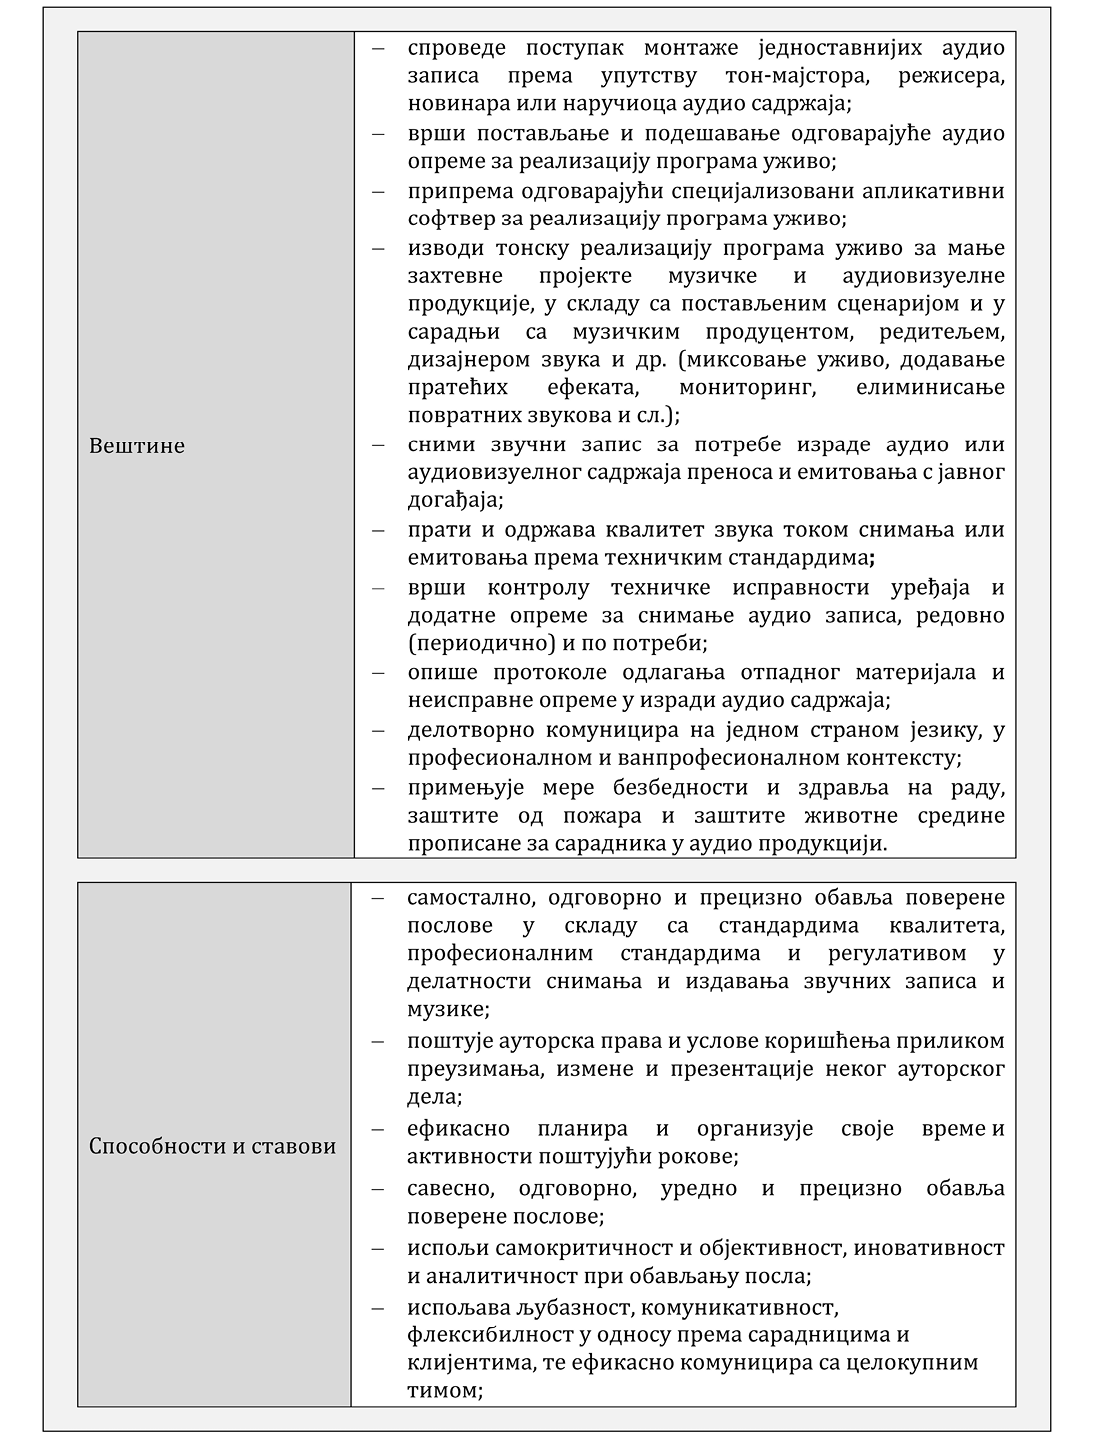 Вештине
– спроведе поступак монтаже једноставнијих аудио
записа према упутству тон-мајстора, режисера,
новинара или наручиоца аудио садржаја;
– врши постављање и подешавање одговарајуће аудио
опреме за реализацију програма уживо;
– припрема одговарајући специјализовани апликативни
софтвер за реализацију програма уживо;
– изводи тонску реализацију програма уживо за мање
захтевне пројекте музичке и аудиовизуелне
продукције, у складу са постављеним сценаријом и у
сарадњи са музичким продуцентом, редитељем,
дизајнером звука и др. (миксовање уживо, додавање
пратећих ефеката, мониторинг, елиминисање
повратних звукова и сл.);
– сними звучни запис за потребе израде аудио или
аудиовизуелног садржаја преноса и емитовања с јавног
догађаја;
– прати и одржава квалитет звука током снимања или
емитовања према техничким стандардима;
– врши контролу техничке исправности уређаја и
додатне опреме за снимање аудио записа, редовно
(периодично) и по потреби;
– опише протоколе одлагања отпадног материјала и
неисправне опреме у изради аудио садржаја;
– делотворно комуницира на једном страном језику, у
професионалном и ванпрофесионалном контексту;
– примењује мере безбедности и здравља на раду,
заштите од пожара и заштите животне средине
прописане за сарадника у аудио продукцији.
Способности и ставови
– самостално, одговорно и прецизно обавља поверене
послове у складу са стандардима квалитета,
професионалним стандардима и регулативом у
делатности снимања и издавања звучних записа и
музике;
– поштује ауторска права и услове коришћења приликом
преузимања, измене и презентације неког ауторског
дела;
– ефикасно планира и организује своје време и
активности поштујући рокове;
– савесно, одговорно, уредно и прецизно обавља
поверене послове;
– испољи самокритичност и објективност, иновативност
и аналитичност при обављању посла;
– испољава љубазност, комуникативност,
флексибилност у односу према сарадницима и
клијентима, те ефикасно комуницира са целокупним
тимом;